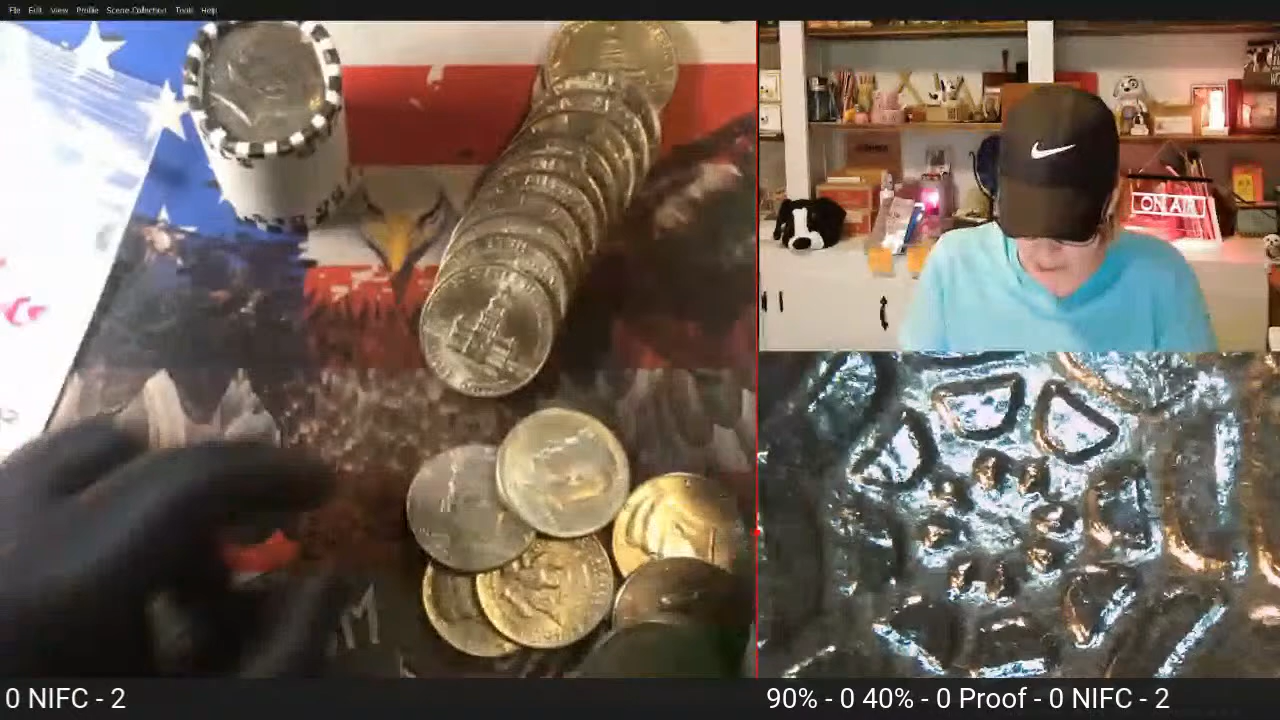 File Edit View Profile Scene Collection Tools Help
ON AIR
0 NIFC - 2
90% - 0 40% - 0 Proof - 0 NIFC - 2